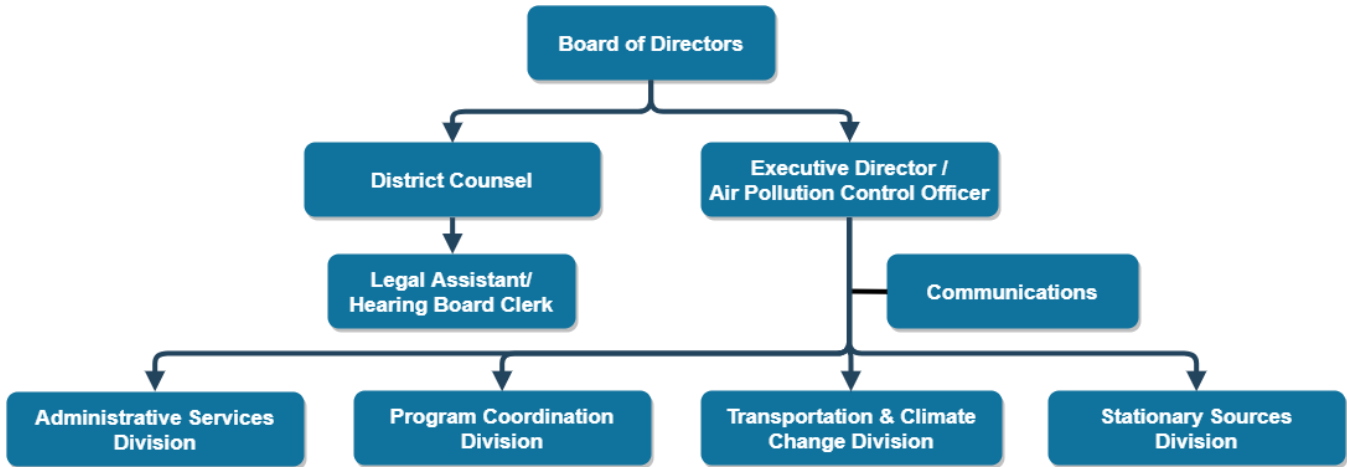 Board of Directors
District Counsel
Executive Director /
Air Pollution Control Officer
Legal Assistant/
Hearing Board Clerk
Communications
Administrative Services
Division
Program Coordination
Division
Transportation & Climate
Change Division
Stationary Sources
Division